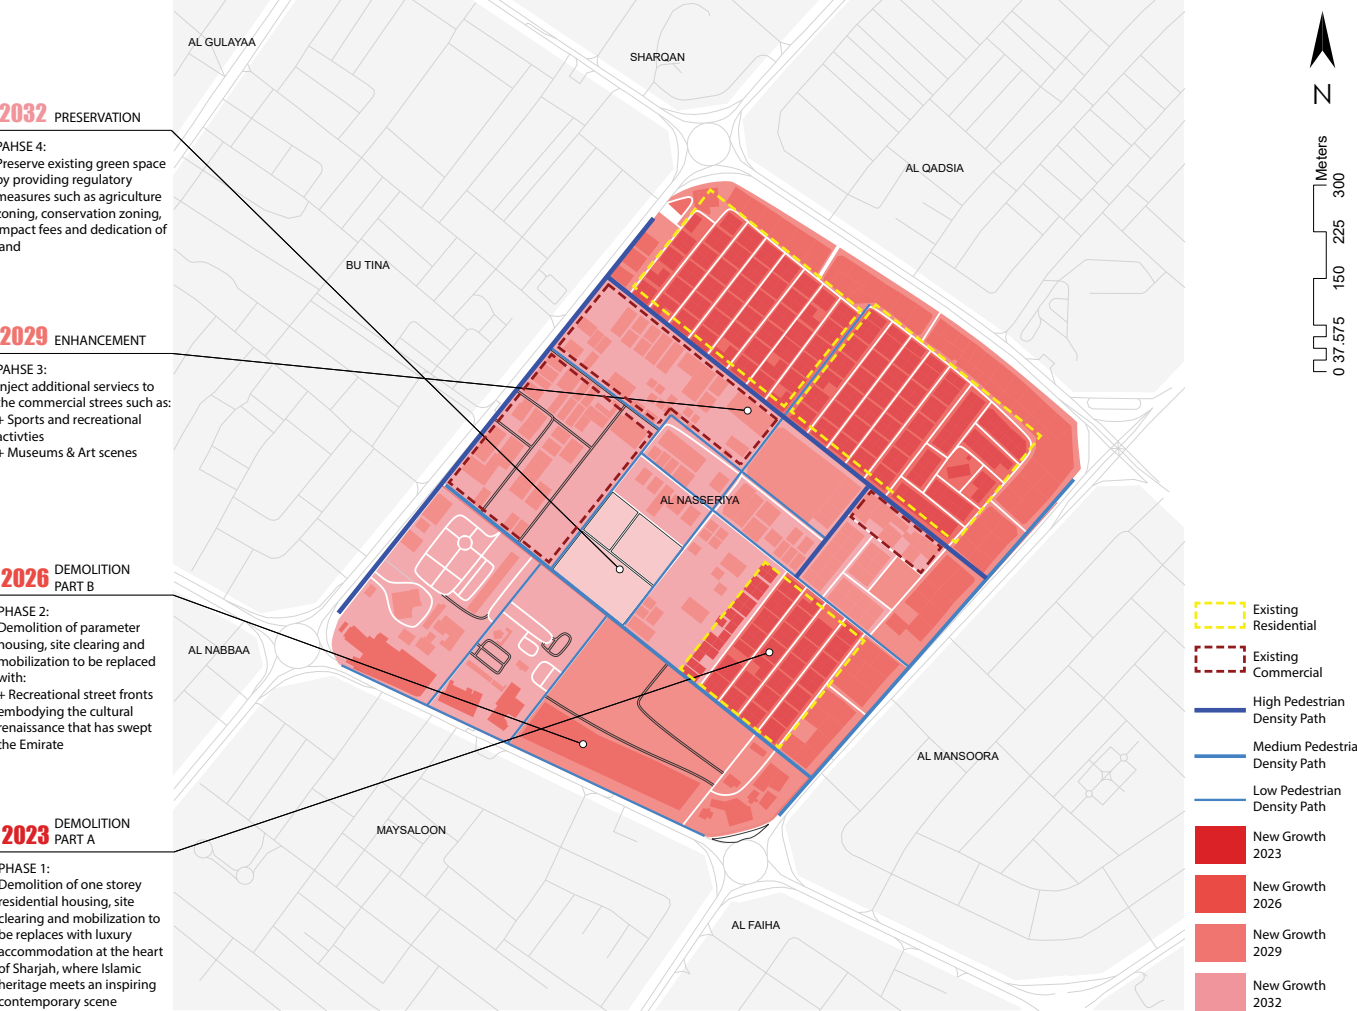 AL GULAYAA
SHARQAN
AL QADSIA
BU TINA
AL NASSERIYA
AL NABBAA
MAYSALOON
AL MANSOORA
AL FAIHA
2032 PRESERVATION
PAHSE 4:
Preserve existing green space
by providing regulatory
measures such as agriculture
zoning, conservation zoning,
impact fees and dedication of
land
2029 ENHANCEMENT
PAHSE 3:
Inject additional serviecs to
the commercial strees such as:
+ Sports and recreational
activties
+ Museums & Art scenes
2026 DEMOLITION
PART B
PHASE 2:
Demolition of parameter
housing, site clearing and
mobilization to be replaced
with:
+ Recreational street fronts
embodying the cultural
renaissance that has swept
the Emirate
2023 DEMOLITION
PART A
PHASE 1:
Demolition of one storey
residential housing, site
clearing and mobilization to
be replaces with luxury
accommodation at the heart
of Sharjah, where Islamic
heritage meets an inspiring
contemporary scene
N
Meters
0 37.5 75 150 225 300
Existing
Residential
Existing
Commercial
High Pedestrian
Density Path
Medium Pedestria
Density Path
Low Pedestrian
Density Path
New Growth
2023
New Growth
2026
New Growth
2029
New Growth
2032